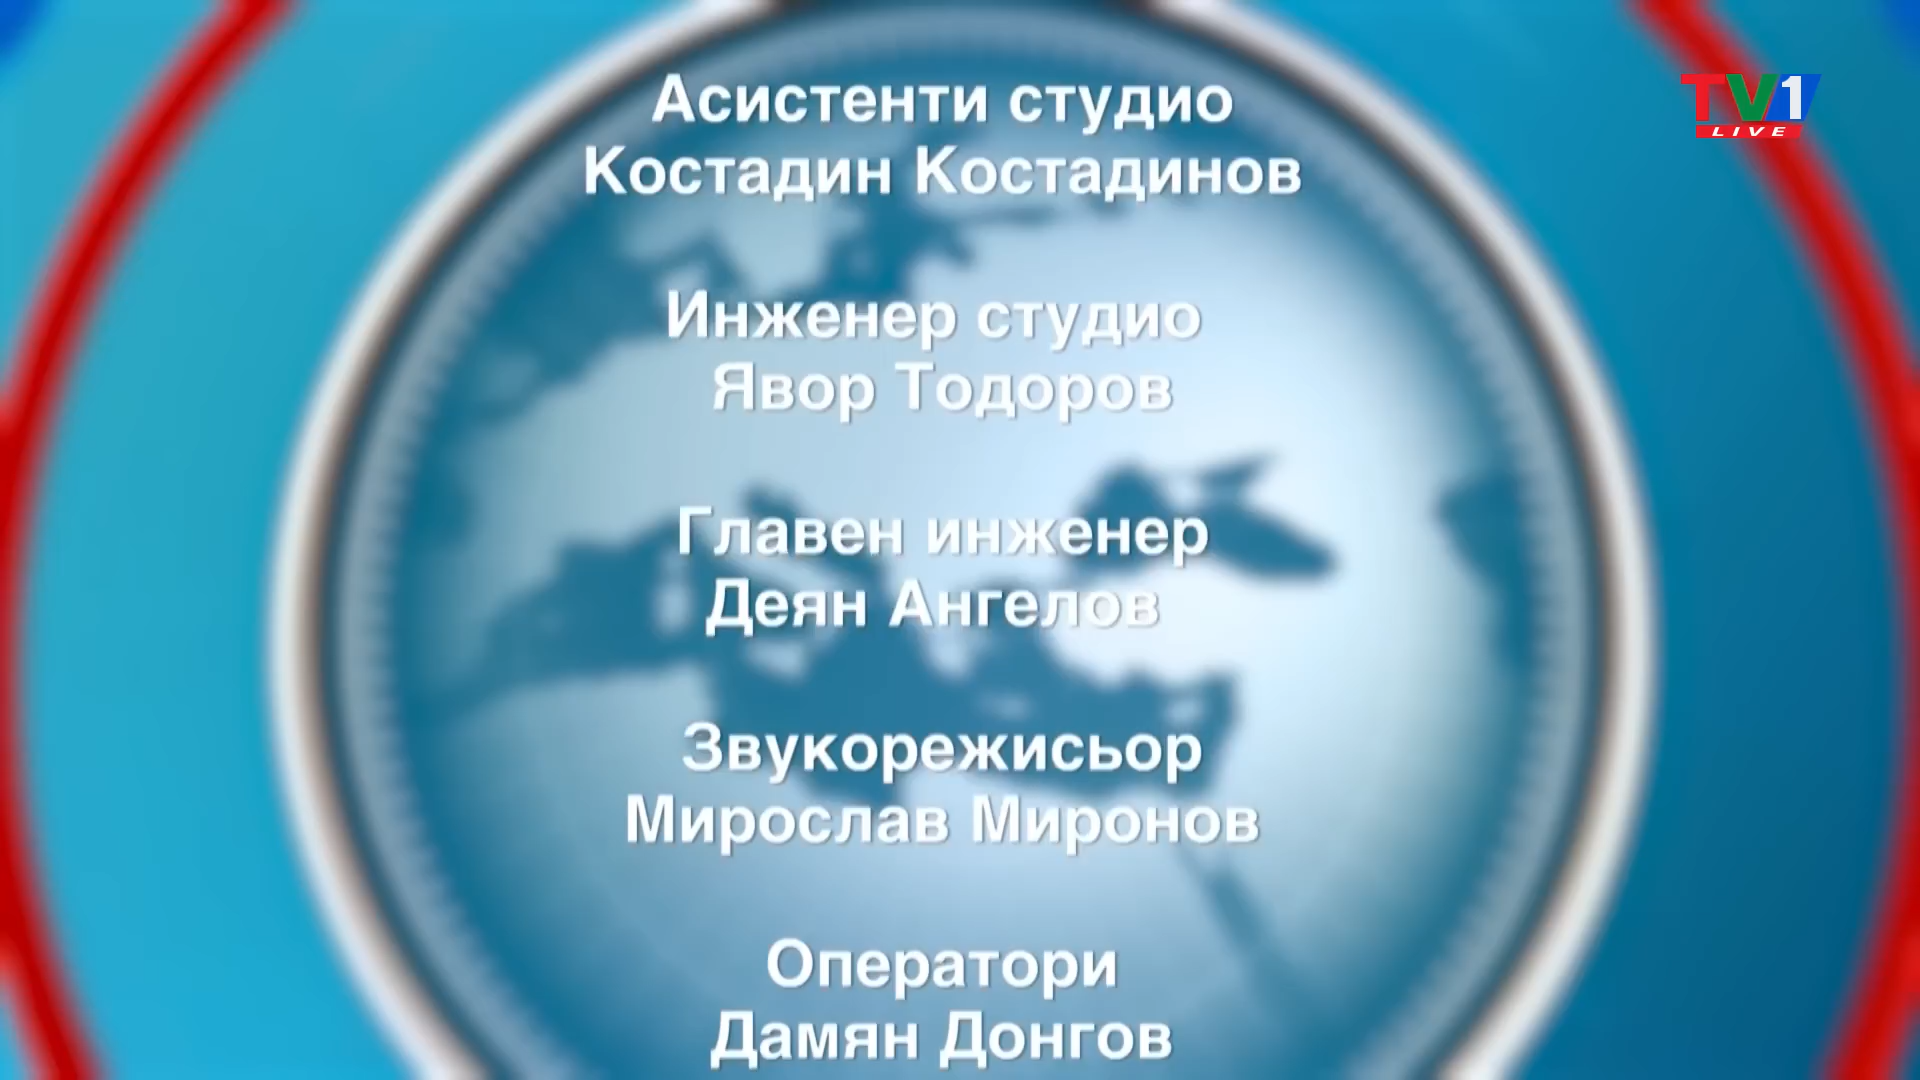 TV1
LIVE
Асистенти студио
Костадин Костадинов
Инженер студио
Явор Тодоров
Главен инженер
Деян Ангелов
Звукорежисьор
Мирослав Миронов
Оператори
Дамян Донгов